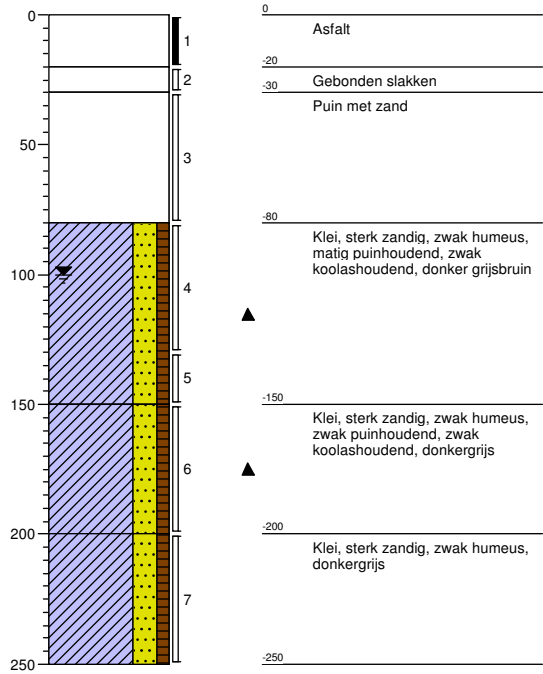 0
50
100
150
200
250
1
2
3
4
5
6
7
0
Asfalt
-20
Gebonden slakken
-30
Puin met zand
-80
Klei, sterk zandig, zwak humeus,
matig puinhoudend, zwak
koolashoudend, donker grijsbruin
-150
Klei, sterk zandig, zwak humeus,
zwak puinhoudend, zwak
koolashoudend, donkergrijs
-200
Klei, sterk zandig, zwak humeus,
donkergrijs
-250